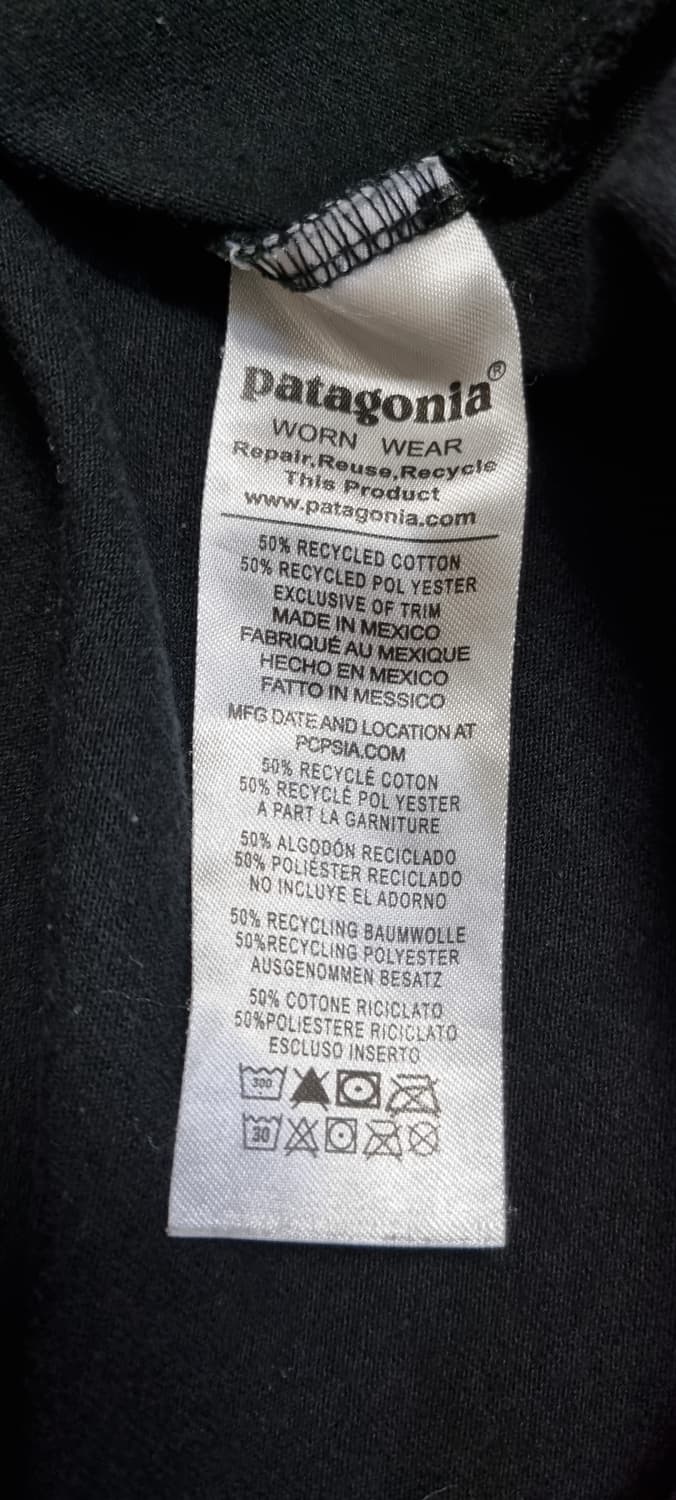 patagonia®
WORN WEAR
Repair,Reuse,Recycle
This Product
www.patagonia.com
50% RECYCLED COTTON
50% RECYCLED POL YESTER
EXCLUSIVE OF TRIM
MADE IN MEXICO
FABRIQUÉ AU MEXIQUE
HECHO EN MEXICO
FATTO IN MESSICO
MFG DATE AND LOCATION AT
PCPSIA.COM
50% RECYCLÉ COTON
50% RECYCLÉ POL YESTER
A PART LA GARNITURE
50% ALGODÓN RECICLADO
50% POLIÉSTER RECICLADO
NO INCLUYE EL ADORNO
50% RECYCLING BAUMWOLLE
50%RECYCLING POLYESTER
AUSGENOMMEN BESATZ
50% COTONE RICICLATO
50%POLIESTERE RICICLATO
ESCLUSO INSERTO
300
30